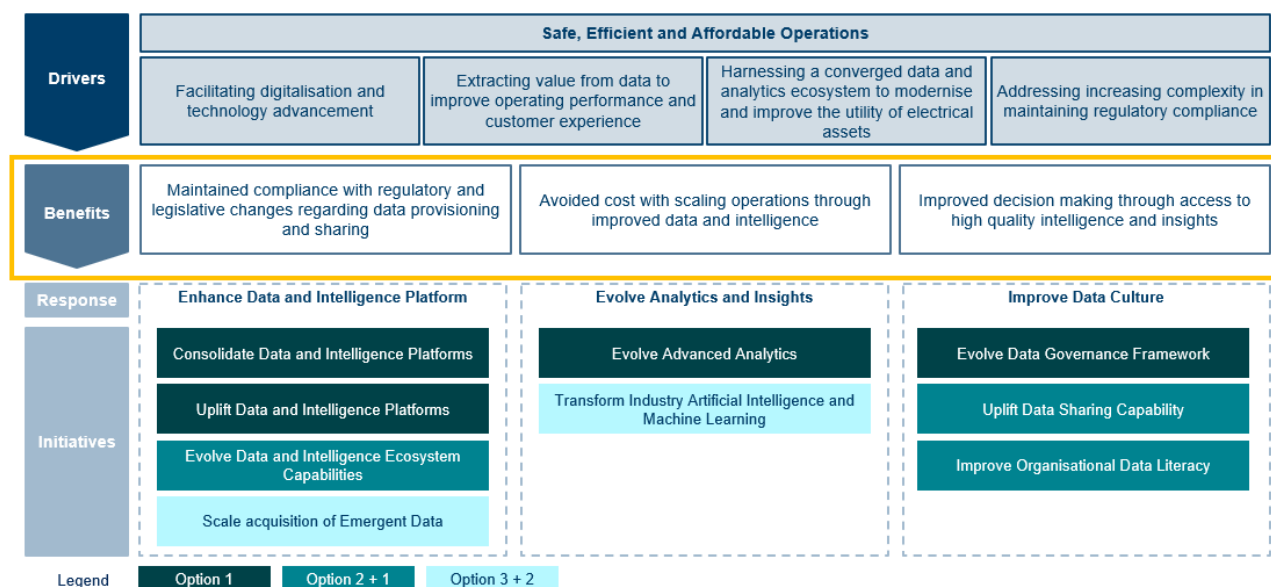 Drivers
Safe, Efficient and Affordable Operations
Facilitating digitalisation and
technology advancement
Extracting value from data to
improve operating performance and
customer experience
Harnessing a converged data and
analytics ecosystem to modernise
and improve the utility of electrical
assets
Addressing increasing complexity in
maintaining regulatory compliance
Benefits
Maintained compliance with regulatory and
legislative changes regarding data provisioning
and sharing
Avoided cost with scaling operations through
improved data and intelligence
Improved decision making through access to
high quality intelligence and insights
Response
Enhance Data and Intelligence Platform
Evolve Analytics and Insights
Improve Data Culture
Initiatives
Consolidate Data and Intelligence Platforms
Uplift Data and Intelligence Platforms
Evolve Data and Intelligence Ecosystem
Capabilities
Scale acquisition of Emergent Data
Evolve Advanced Analytics
Transform Industry Artificial Intelligence and
Machine Learning
Evolve Data Governance Framework
Uplift Data Sharing Capability
Improve Organisational Data Literacy
Legend
Option 1
Option 2 + 1
Option 3 + 2